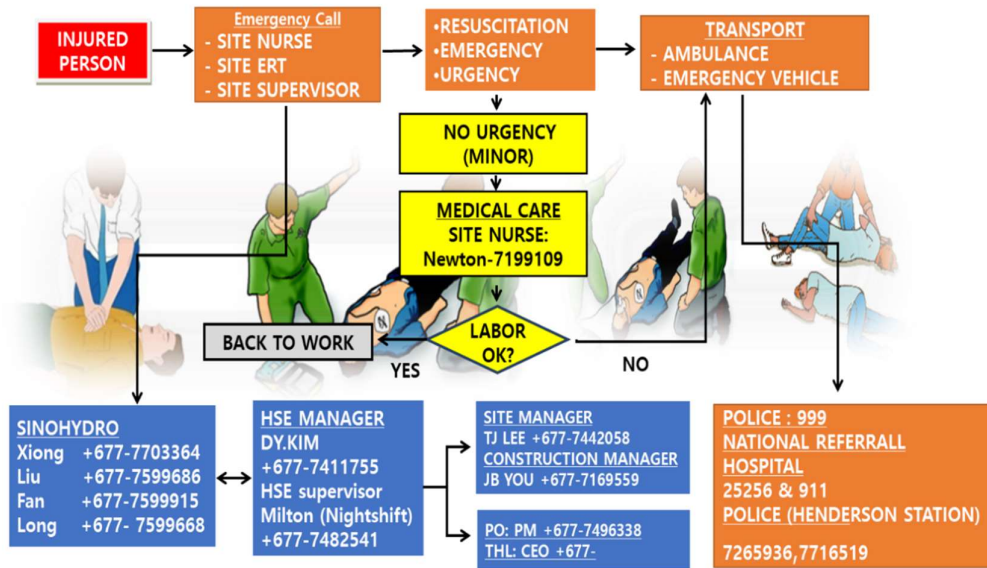 INJURED
PERSON
Emergency Call
- SITE NURSE
- SITE ERT
- SITE SUPERVISOR
•RESUSCITATION
•EMERGENCY
•URGENCY
TRANSPORT
- AMBULANCE
- EMERGENCY VEHICLE
NO URGENCY
(MINOR)
MEDICAL CARE
SITE NURSE:
Newton-7199109
LABOR
OK?
BACK TO WORK
YES
NO
SINOHYDRO
Xiong +677-7703364
Liu +677-7599686
Fan +677-7599915
Long +677- 7599668
HSE MANAGER
DY.KIM
+677-7411755
HSE supervisor
Milton (Nightshift)
+677-7482541
SITE MANAGER
TJ LEE +677-7442058
CONSTRUCTION MANAGER
JB YOU +677-7169559
PO: PM +677-7496338
THL: CEO +677-
POLICE : 999
NATIONAL REFERRALL
HOSPITAL
25256 & 911
POLICE (HENDERSON STATION)
7265936,7716519